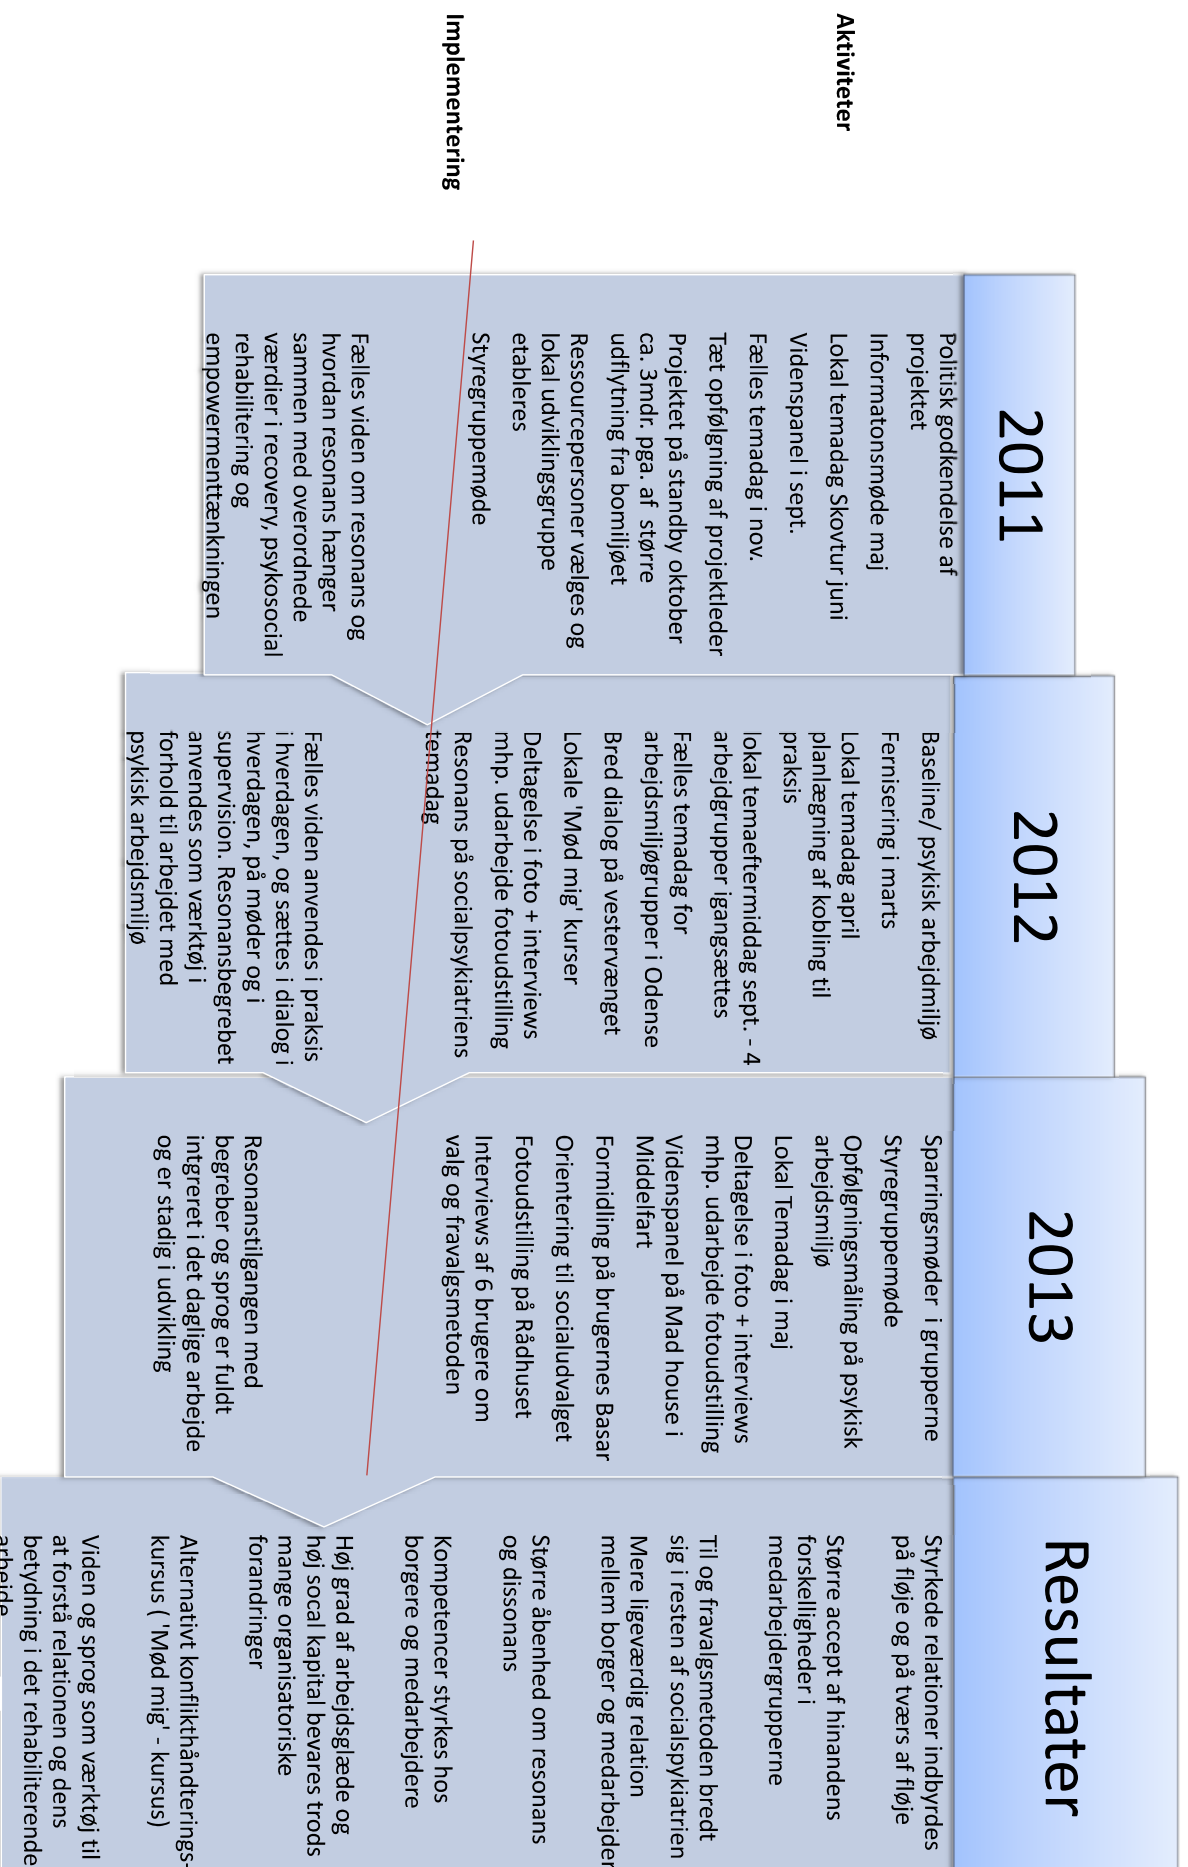 Aktiviteter
Implementering
2011
Politisk godkendelse af
projektet
Informatonsmøde maj
Lokal temadag Skovtur juni
Videnspanel i sept.
Fælles temadag i nov.
Tæt opfølgning af projektleder
Projektet på standby oktober
ca. 3mdr. pga. af større
udflytning fra bomiljøet
Ressourcepersoner vælges og
lokal udviklingsgruppe
etableres
Styregruppemøde
Fælles viden om resonans og
hvordan resonans hænger
sammen med overordnede
værdier i recovery, psykosocial
rehabilitering og
empowermenttænkningen
2012
Baseline/ psykisk arbejdmiljø
Fernisering i marts
Lokal temadag april
planlægning af kobling til
praksis
lokal temaeftermiddag sept. - 4
arbejdgrupper igangsættes
Fælles temadag for
arbejdsmiljøgrupper i Odense
Bred dialog på vestervænget
Lokale 'Mød mig' kurser
Deltagelse i foto + interviews
mhp. udarbejde fotoudstilling
Resonans på socialpsykiatriens
temadag
Fælles viden anvendes i praksis
i hverdagen, og sættes i dialog i
hverdagen, på møder og i
supervision. Resonansbegrebet
anvendes som værktøj i
forhold til arbejdet med
psykisk arbejdsmiljø
2013
Sparringsmøder i grupperne
Styregruppemøde
Opfølgningsmåling på psykisk
arbejdsmiljø
Lokal Temadag i maj
Deltagelse i foto + interviews
mhp. udarbejde fotoudstilling
Videnspanel på Mad house i
Middelfart
Formidling på brugernes Basar
Orientering til socialudvalget
Fotoudstilling på Rådhuset
Interviews af 6 brugere om
valg og fravalgsmetoden
Resonanstilgangen med
begreber og sprog er fuldt
intgreret i det daglige arbejde
og er stadig i udvikling
Resultater
Styrkede relationer indbyrdes
på fløje og på tværs af fløje
Større accept af hinandens
forskelligheder i
medarbejdergrupperne
Til og fravalgsmetoden bredt
sig i resten af socialspykiatrien
Mere ligeværdig relation
mellem borger og medarbejder
Større åbenhed om resonans
og dissonans
Kompetencer styrkes hos
borgere og medarbejdere
Høj grad af arbejdsglæde og
høj socal kapital bevares trods
mange organisatoriske
forandringer
Alternativt konflikthåndterings-
kursus ( 'Mød mig' - kursus)
Viden og sprog som værktøj til
at forstå relationen og dens
betydning i det rehabiliterende
arbejde